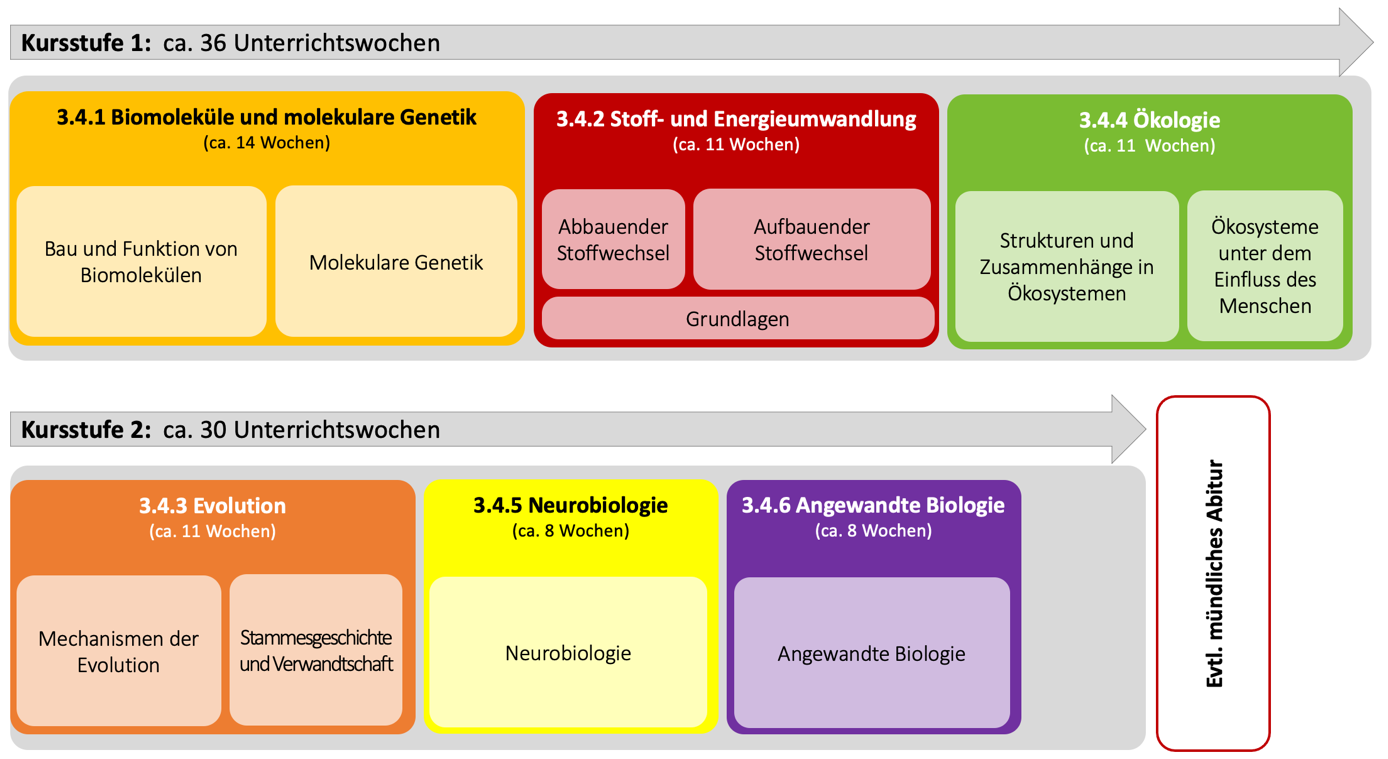 Kursstufe 1: ca. 36 Unterrichtswochen
3.4.1 Biomoleküle und molekulare Genetik
(ca. 14 Wochen)
Bau und Funktion von
Biomolekülen
Molekulare Genetik
3.4.2 Stoff- und Energieumwandlung
(ca. 11 Wochen)
Abbauender
Stoffwechsel
Aufbauender
Stoffwechsel
Grundlagen
3.4.4 Ökologie
(ca. 11 Wochen)
Strukturen und
Zusammenhänge in
Ökosystemen
Ökosysteme
unter dem
Einfluss des
Menschen
Kursstufe 2: ca. 30 Unterrichtswochen
3.4.3 Evolution
(ca. 11 Wochen)
Mechanismen der
Evolution
Stammesgeschichte
und Verwandtschaft
3.4.5 Neurobiologie
(ca. 8 Wochen)
Neurobiologie
3.4.6 Angewandte Biologie
(ca. 8 Wochen)
Angewandte Biologie
Evtl. mündliches Abitur